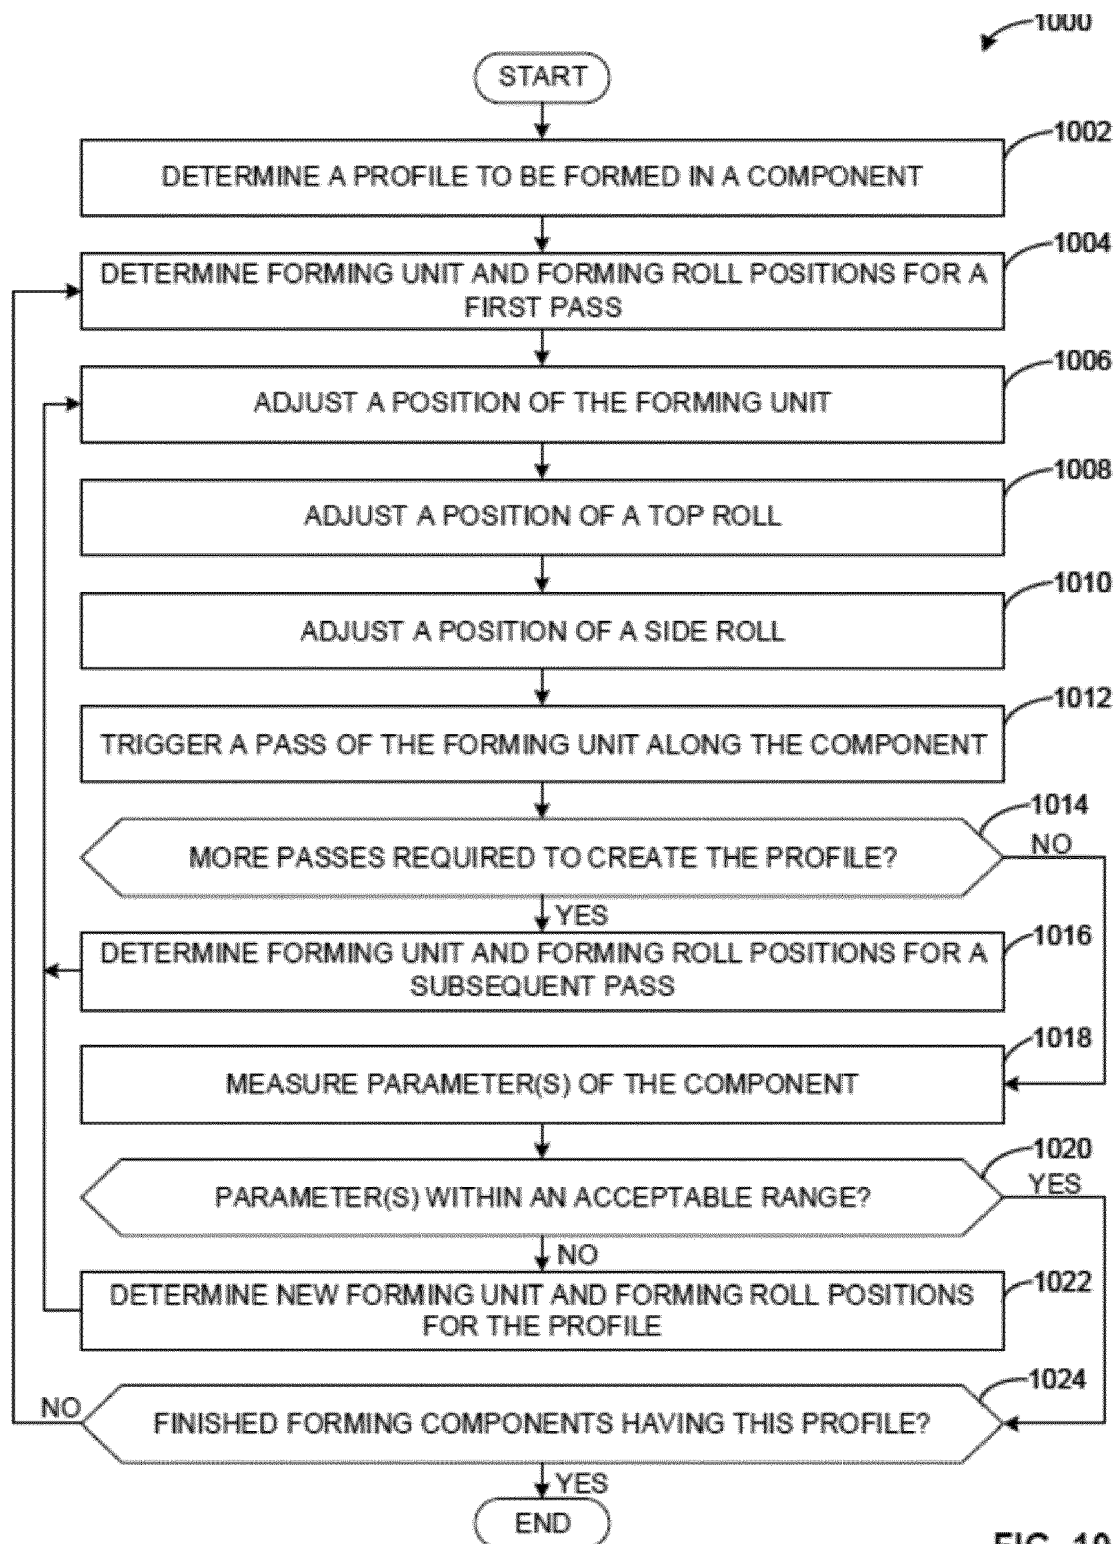 1000
START
1002
DETERMINE A PROFILE TO BE FORMED IN A COMPONENT
1004
DETERMINE FORMING UNIT AND FORMING ROLL POSITIONS FOR A
FIRST PASS
1006
ADJUST A POSITION OF THE FORMING UNIT
1008
ADJUST A POSITION OF A TOP ROLL
1010
ADJUST A POSITION OF A SIDE ROLL
1012
TRIGGER A PASS OF THE FORMING UNIT ALONG THE COMPONENT
1014
MORE PASSES REQUIRED TO CREATE THE PROFILE?
NO
YES
1016
DETERMINE FORMING UNIT AND FORMING ROLL POSITIONS FOR A
SUBSEQUENT PASS
1018
MEASURE PARAMETER(S) OF THE COMPONENT
1020
PARAMETER(S) WITHIN AN ACCEPTABLE RANGE?
YES
NO
1022
DETERMINE NEW FORMING UNIT AND FORMING ROLL POSITIONS
FOR THE PROFILE
1024
NO
FINISHED FORMING COMPONENTS HAVING THIS PROFILE?
YES
END
FIG. 10